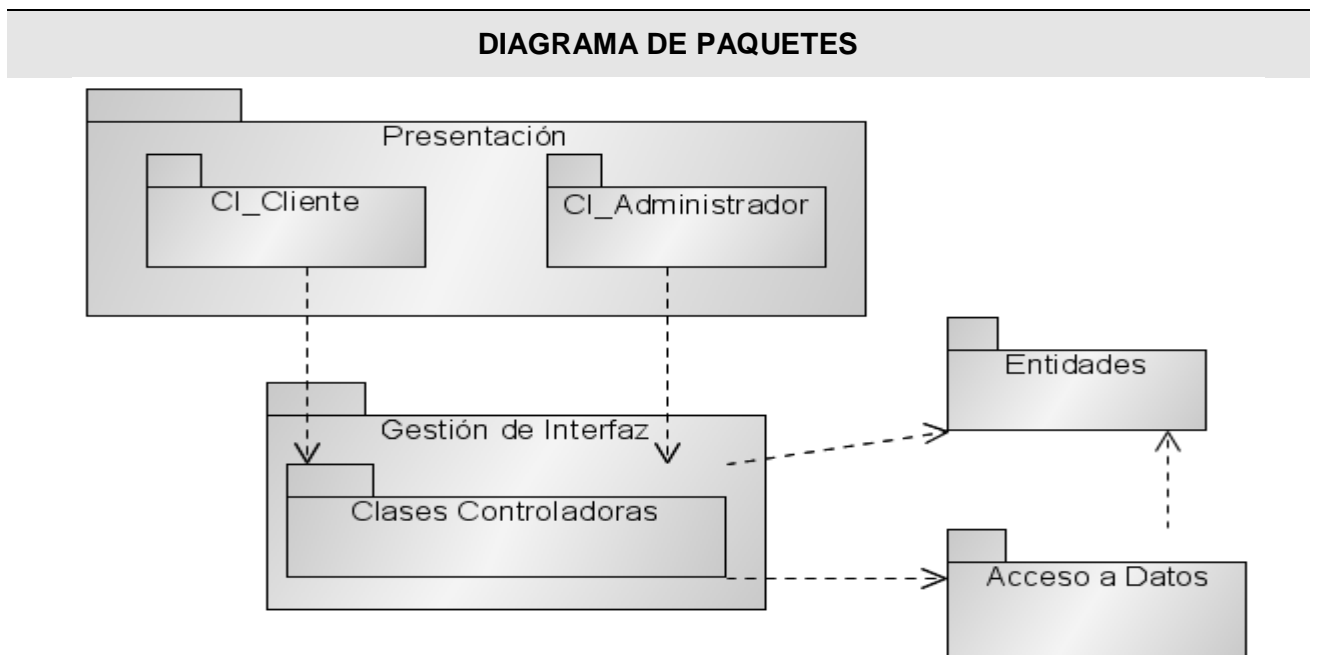 DIAGRAMA DE PAQUETES
Presentación
CI_Cliente
CI_Administrador
Entidades
Gestión de Interfaz
Clases Controladoras
Acceso a Datos